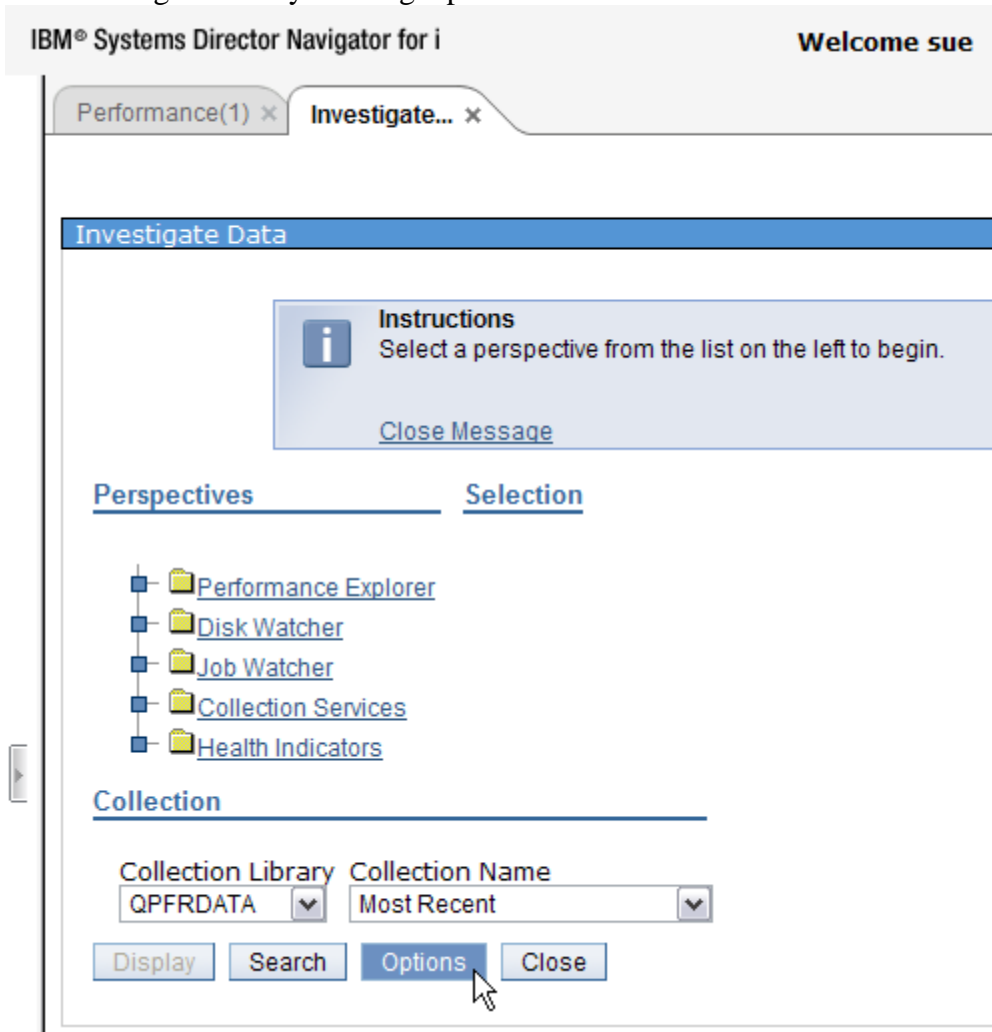 IBM® Systems Director Navigator for i Welcome sue
Performance(1) × Investigate... ×
Investigate Data
i
Instructions
Select a perspective from the list on the left to begin.
Close Message
Perspectives Selection
Performance Explorer
Disk Watcher
Job Watcher
Collection Services
Health Indicators
Collection
Collection Library Collection Name
QPFRDATA Most Recent
Display Search Options Close